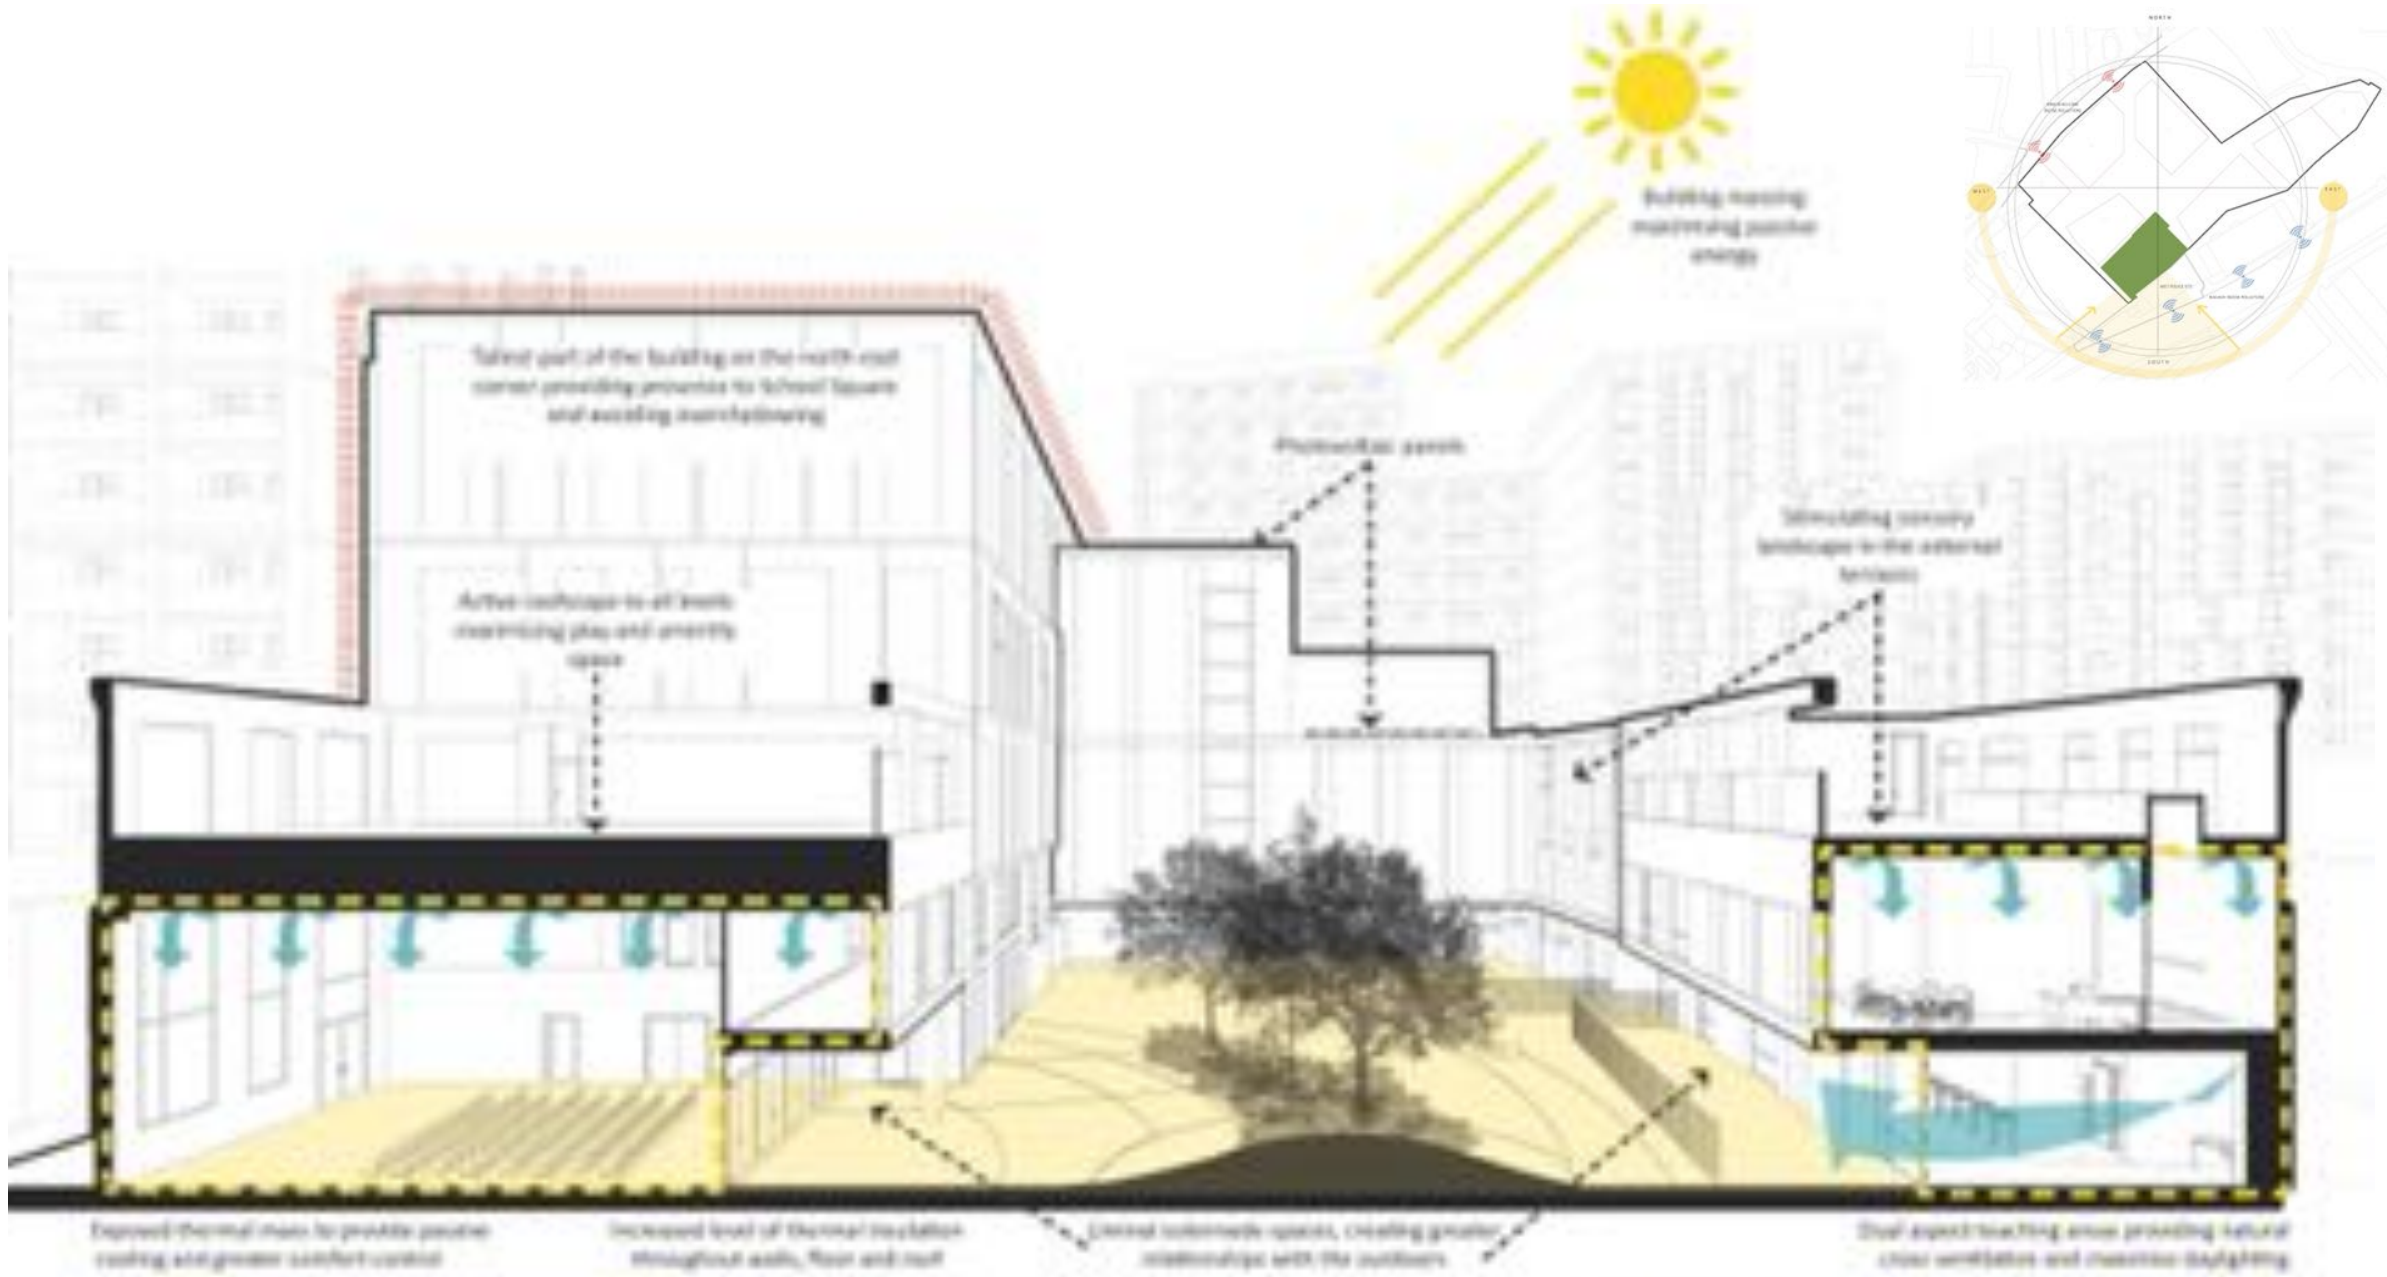 NORTH
WEST
EAST
SOUTH
Building massing
maximising passive
energy
Tallest part of the building on the north east
corner providing presence to School Square
and avoiding overshadowing
Photovoltaic panels
Stimulating sensory
landscape in the external
terraces
Active roofscape to all levels
maximising play and amenity
space
Exposed thermal mass to provide passive
cooling and greater comfort control
Increased level of thermal insulation
throughout walls, floor and roof
spaces, creating greater
relationships with the outdoors
Dual aspect teaching areas providing natural
cross ventilation and maximise daylighting